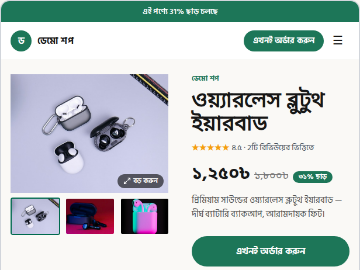 এই পণ্যে 31% ছাড় চলছে
ড
ডেমো শপ
এখনই অর্ডার করুন
ডেমো শপ
ওয়্যারলেস ব্লুটুথ
ইয়ারবাড
★★★★★ ৪.৫ · ২টি রিভিউয়ের ভিত্তিতে
১,২৫০৳ ১,৮০০৳ ৩১% ছাড়
প্রিমিয়াম সাউন্ডের ওয়্যারলেস ব্লুটুথ ইয়ারবাড —
দীর্ঘ ব্যাটারি ব্যাকআপ, আরামদায়ক ফিট।
বড় করুন
এখনই অর্ডার করুন